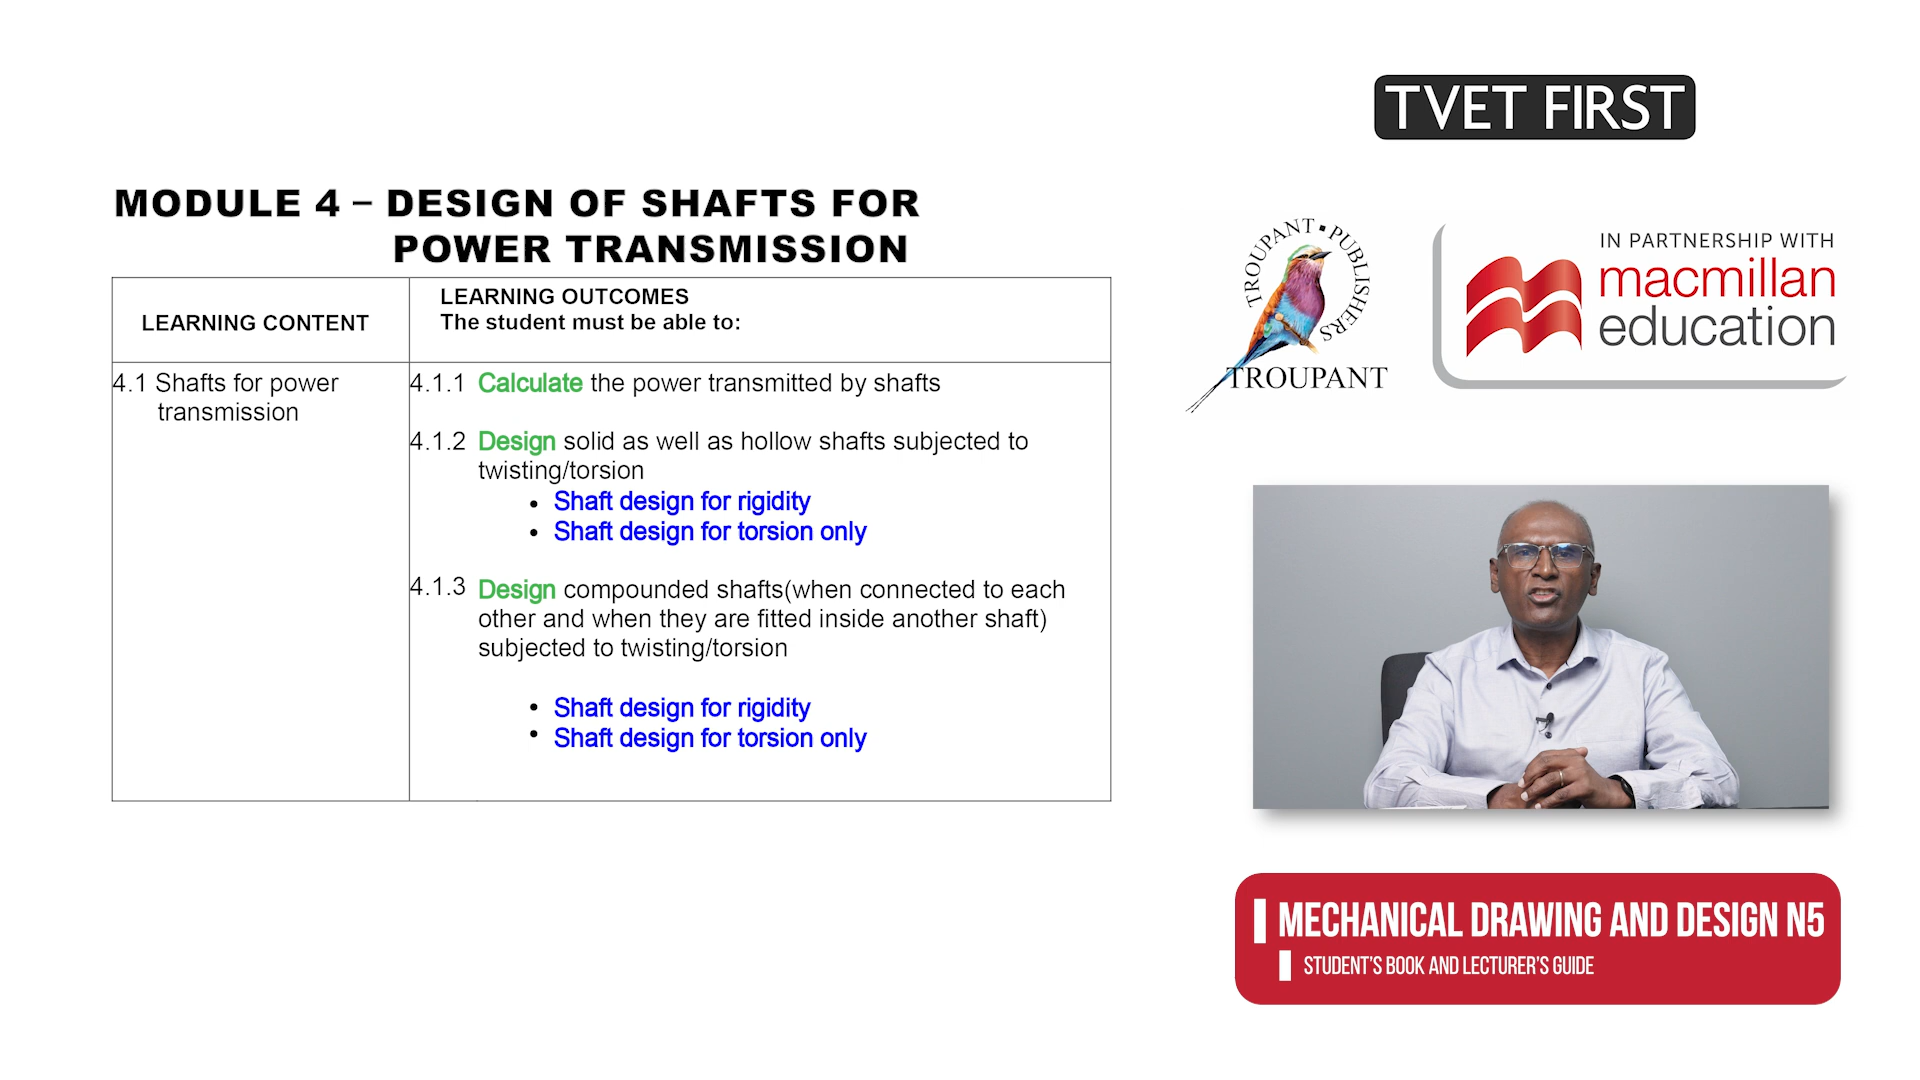 TVET FIRST
MODULE 4 – DESIGN OF SHAFTS FOR
POWER TRANSMISSION
LEARNING CONTENT
LEARNING OUTCOMES
The student must be able to:
4.1 Shafts for power
transmission
4.1.1 Calculate the power transmitted by shafts
4.1.2 Design solid as well as hollow shafts subjected to
twisting/torsion
• Shaft design for rigidity
• Shaft design for torsion only
4.1.3 Design compounded shafts(when connected to each
other and when they are fitted inside another shaft)
subjected to twisting/torsion
• Shaft design for rigidity
• Shaft design for torsion only
TROUPANT ▪ PUBLISHERS
TROUPANT
IN PARTNERSHIP WITH
macmillan
education
MECHANICAL DRAWING AND DESIGN N5
STUDENT'S BOOK AND LECTURER'S GUIDE